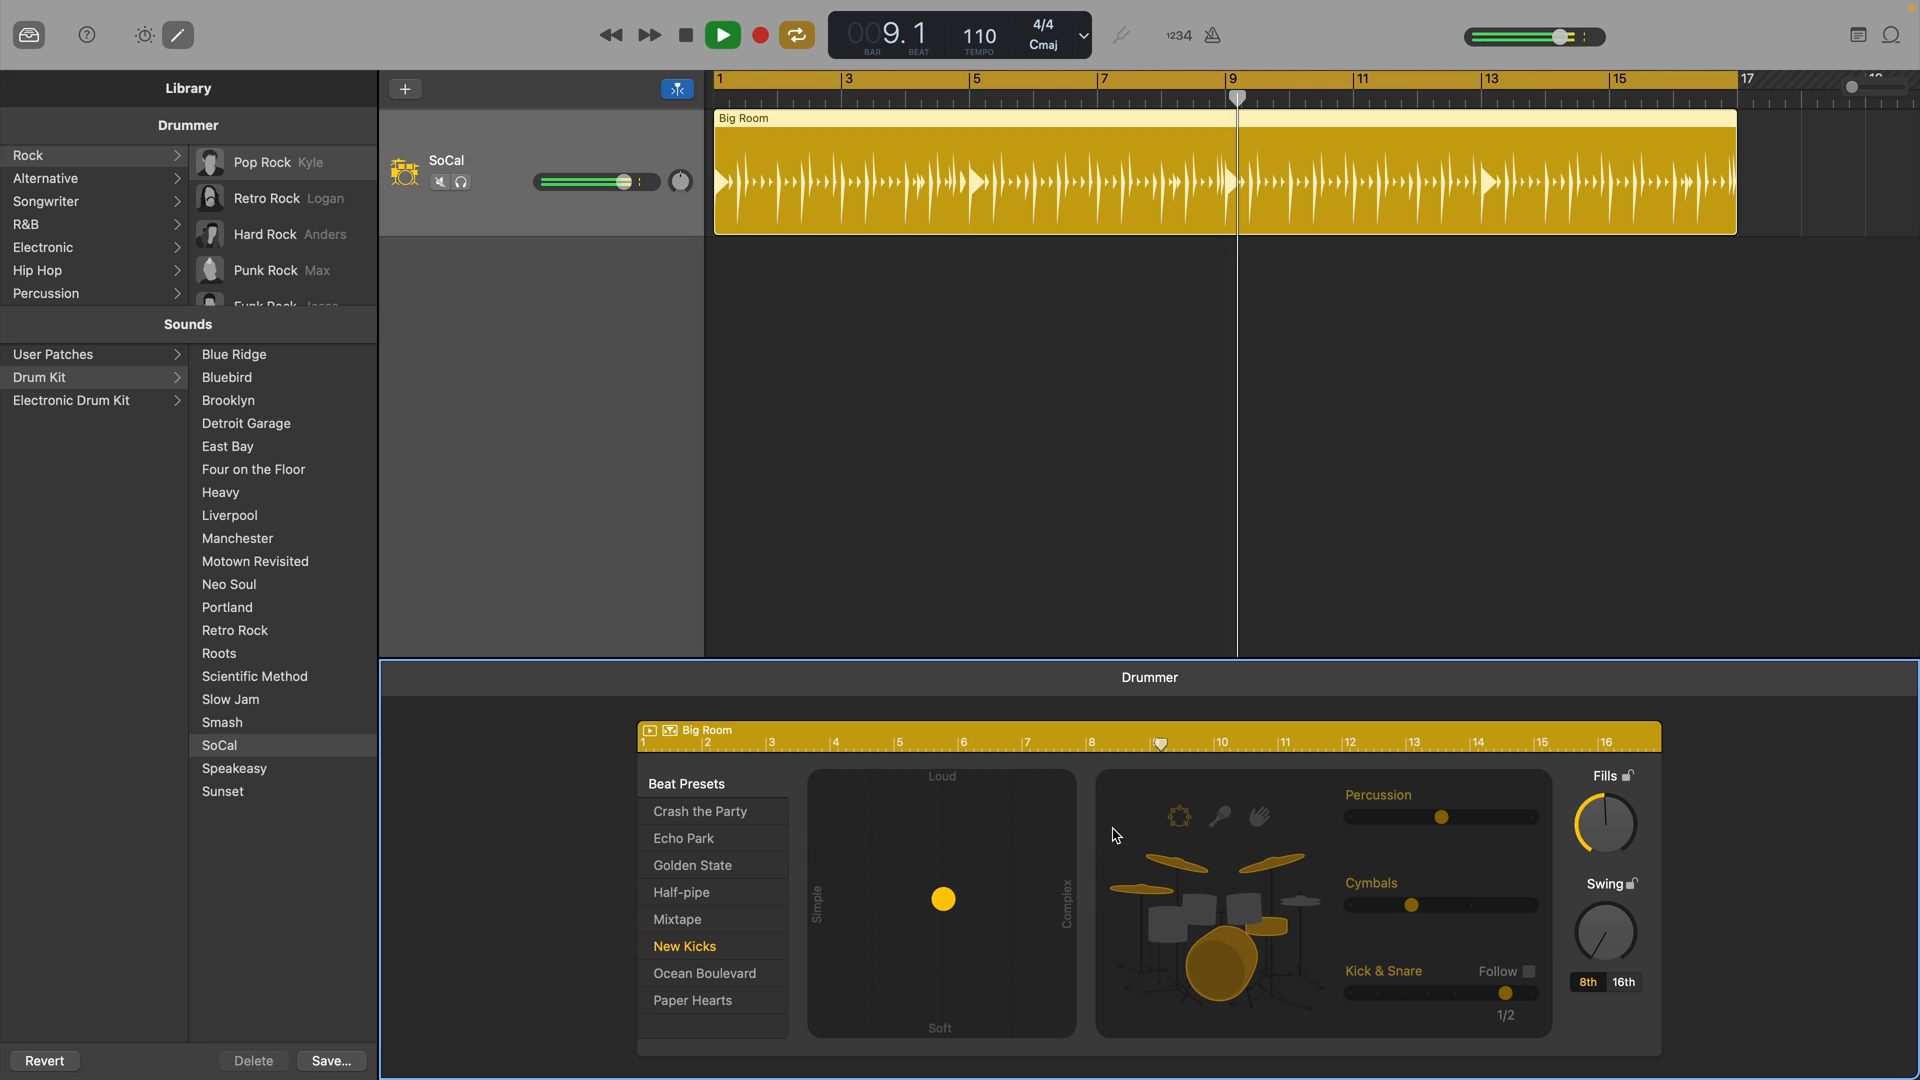 009. 1
BAR BEAT
110
TEMPO
4/4
Cmaj
1234
Library
Drummer
Rock
Alternative
Songwriter
R&B
Electronic
Hip Hop
Percussion
Pop Rock Kyle
Retro Rock Logan
Hard Rock Anders
Punk Rock Max
Sounds
User Patches
Drum Kit
Electronic Drum Kit
Blue Ridge
Bluebird
Brooklyn
Detroit Garage
East Bay
Four on the Floor
Heavy
Liverpool
Manchester
Motown Revisited
Neo Soul
Portland
Retro Rock
Roots
Scientific Method
Slow Jam
Smash
SoCal
Speakeasy
Sunset
Revert
Delete
Save...
SoCal
1 3 5 7 9 11 13 15 17
Big Room
Drummer
Big Room
1 2 3 4 5 6 7 8 10 11 12 13 14 15 16
Beat Presets
Crash the Party
Echo Park
Golden State
Half-pipe
Mixtape
New Kicks
Ocean Boulevard
Paper Hearts
Loud
Simple
Complex
Soft
Percussion
Cymbals
Kick & Snare
Follow
1/2
Fills
Swing
8th 16th